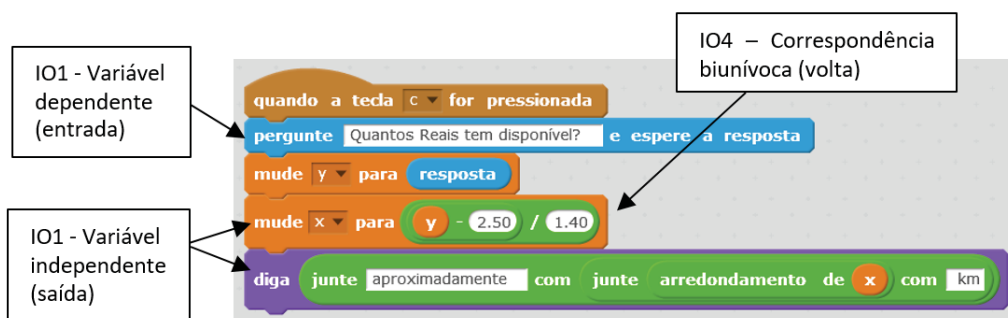 IO4 – Correspondência
biunívoca (volta)
IO1 - Variável
dependente
(entrada)
quando a tecla c for pressionada
pergunte Quantos Reais tem disponível? e espere a resposta
mude y para resposta
mude x para y - 2.50 / 1.40
IO1 - Variável
independente
(saída)
diga junte aproximadamente com junte arredondamento de x com km